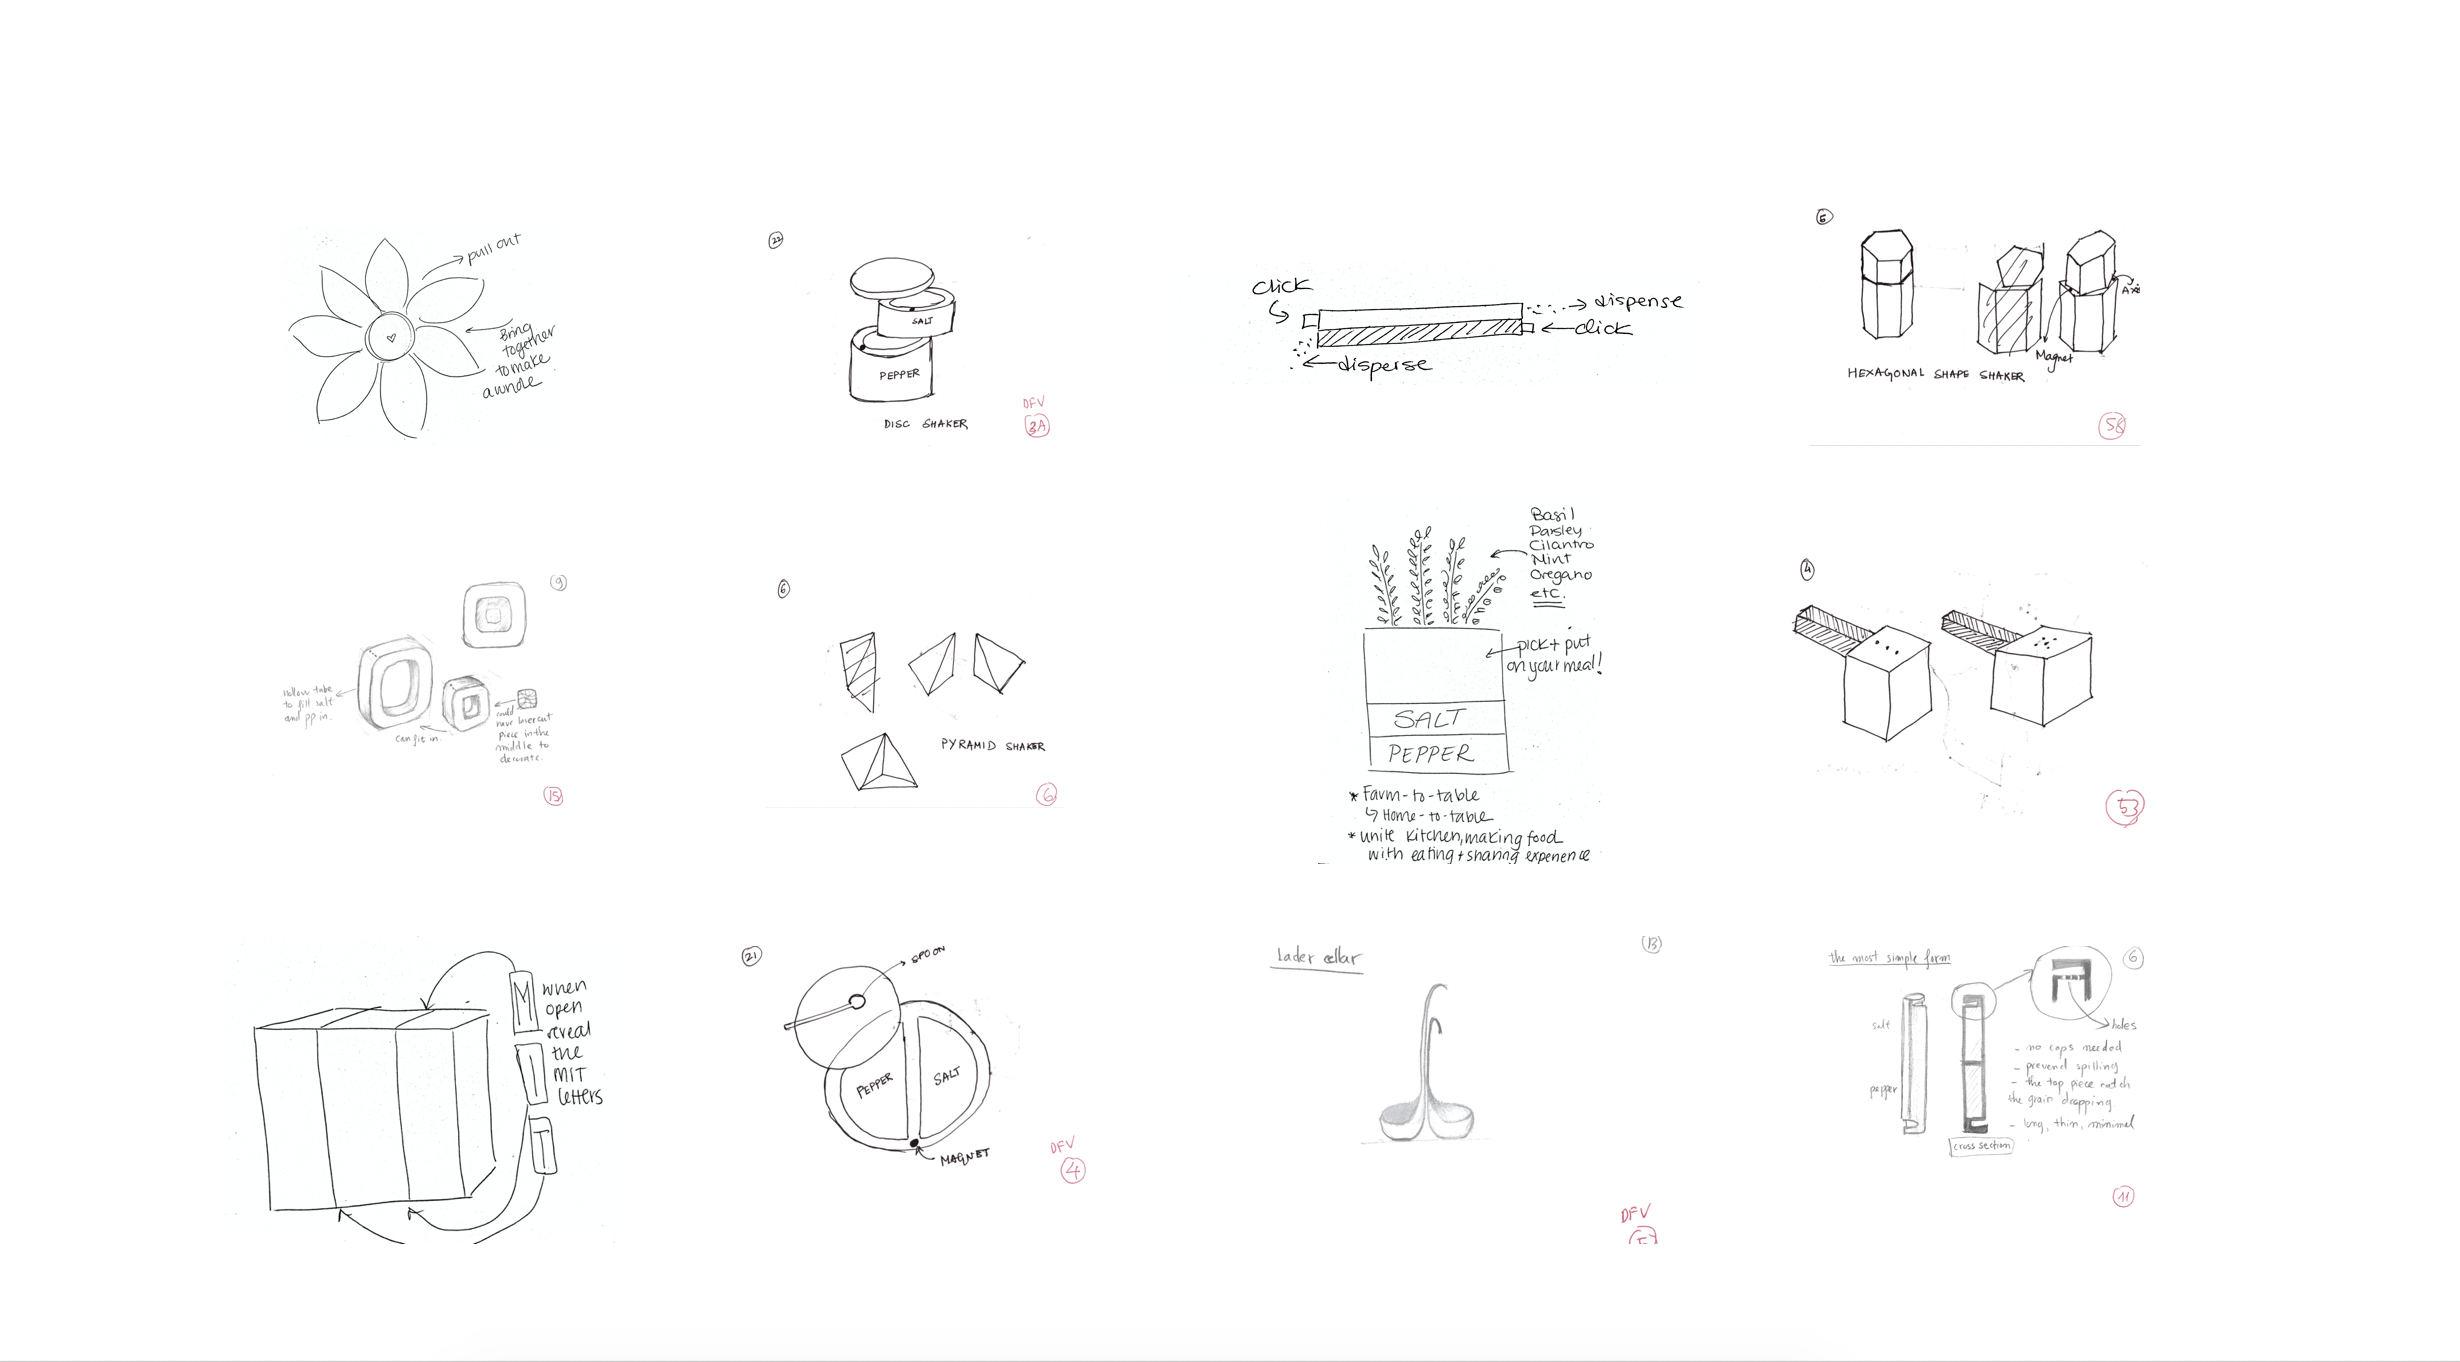 pull out
Bring
together
to make
a whole
22
SALT
PEPPER
DISC SHAKER
DFV
3A
click
dispense
click
disperse
5
Axis
Magnet
HEXAGONAL SHAPE SHAKER
58
9
Hollow tube
to fill salt
and pp in.
can fit in.
could
have lasercut
piece in the
middle to
decorate.
15
6
PYRAMID SHAKER
6
Basil
Parsley
Cilantro
Mint
Oregano
etc.
pick + put
on your meal!
SALT
PEPPER
* Farm-to-table
Home-to-table
* unite kitchen, making food
with eating + sharing experience
4
53
M
I
T
when
open
reveal
the
MIT
letters
21
SPOON
PEPPER
SALT
MAGNET
DFV
4
Lader cellar
13
DFV
the most simple form
6
salt
pepper
holes
- no caps needed
- prevend spilling
- the top piece catch
the grain dropping
- long, thin, minimal
cross section
11